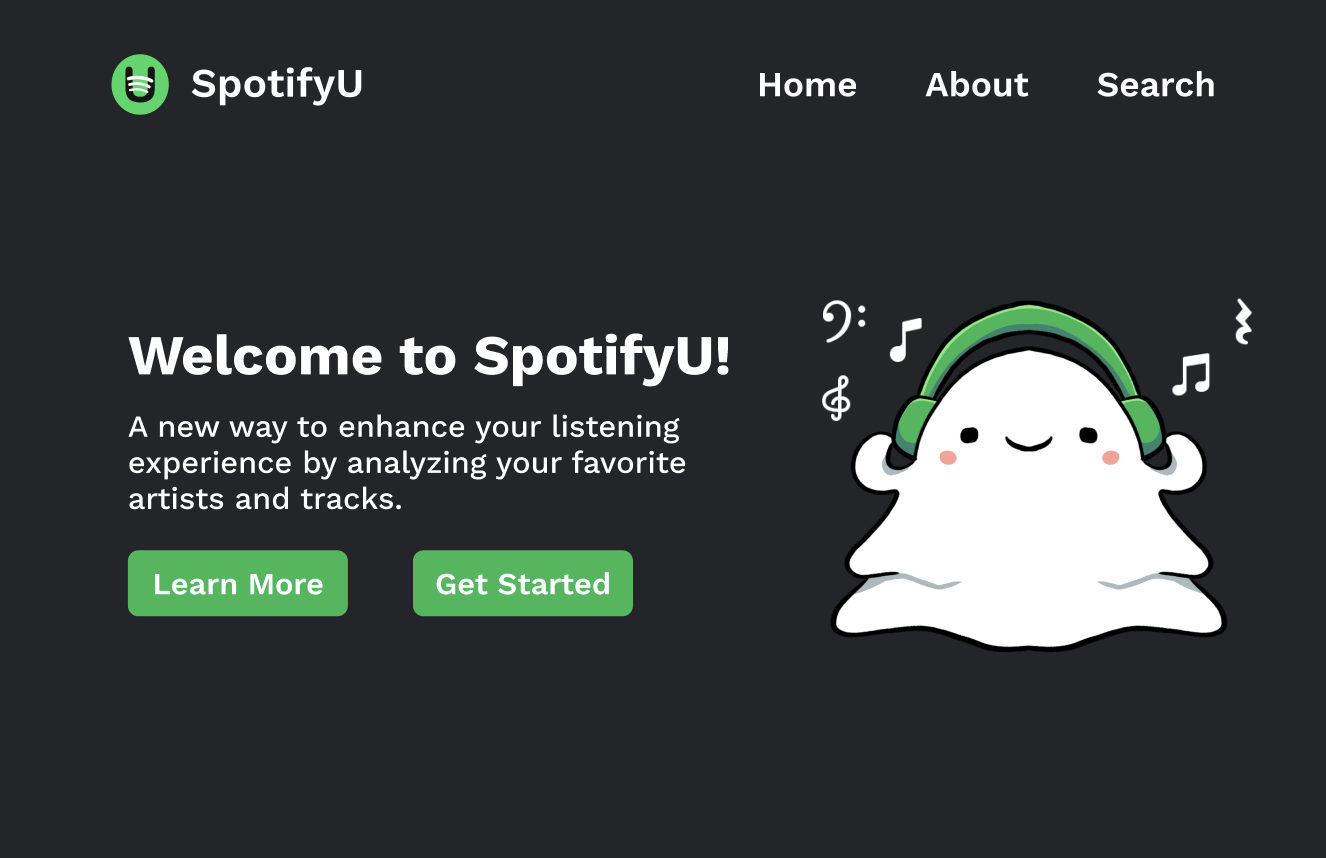 SpotifyU
Home
About
Search
Welcome to SpotifyU!
A new way to enhance your listening
experience by analyzing your favorite
artists and tracks.
Learn More
Get Started